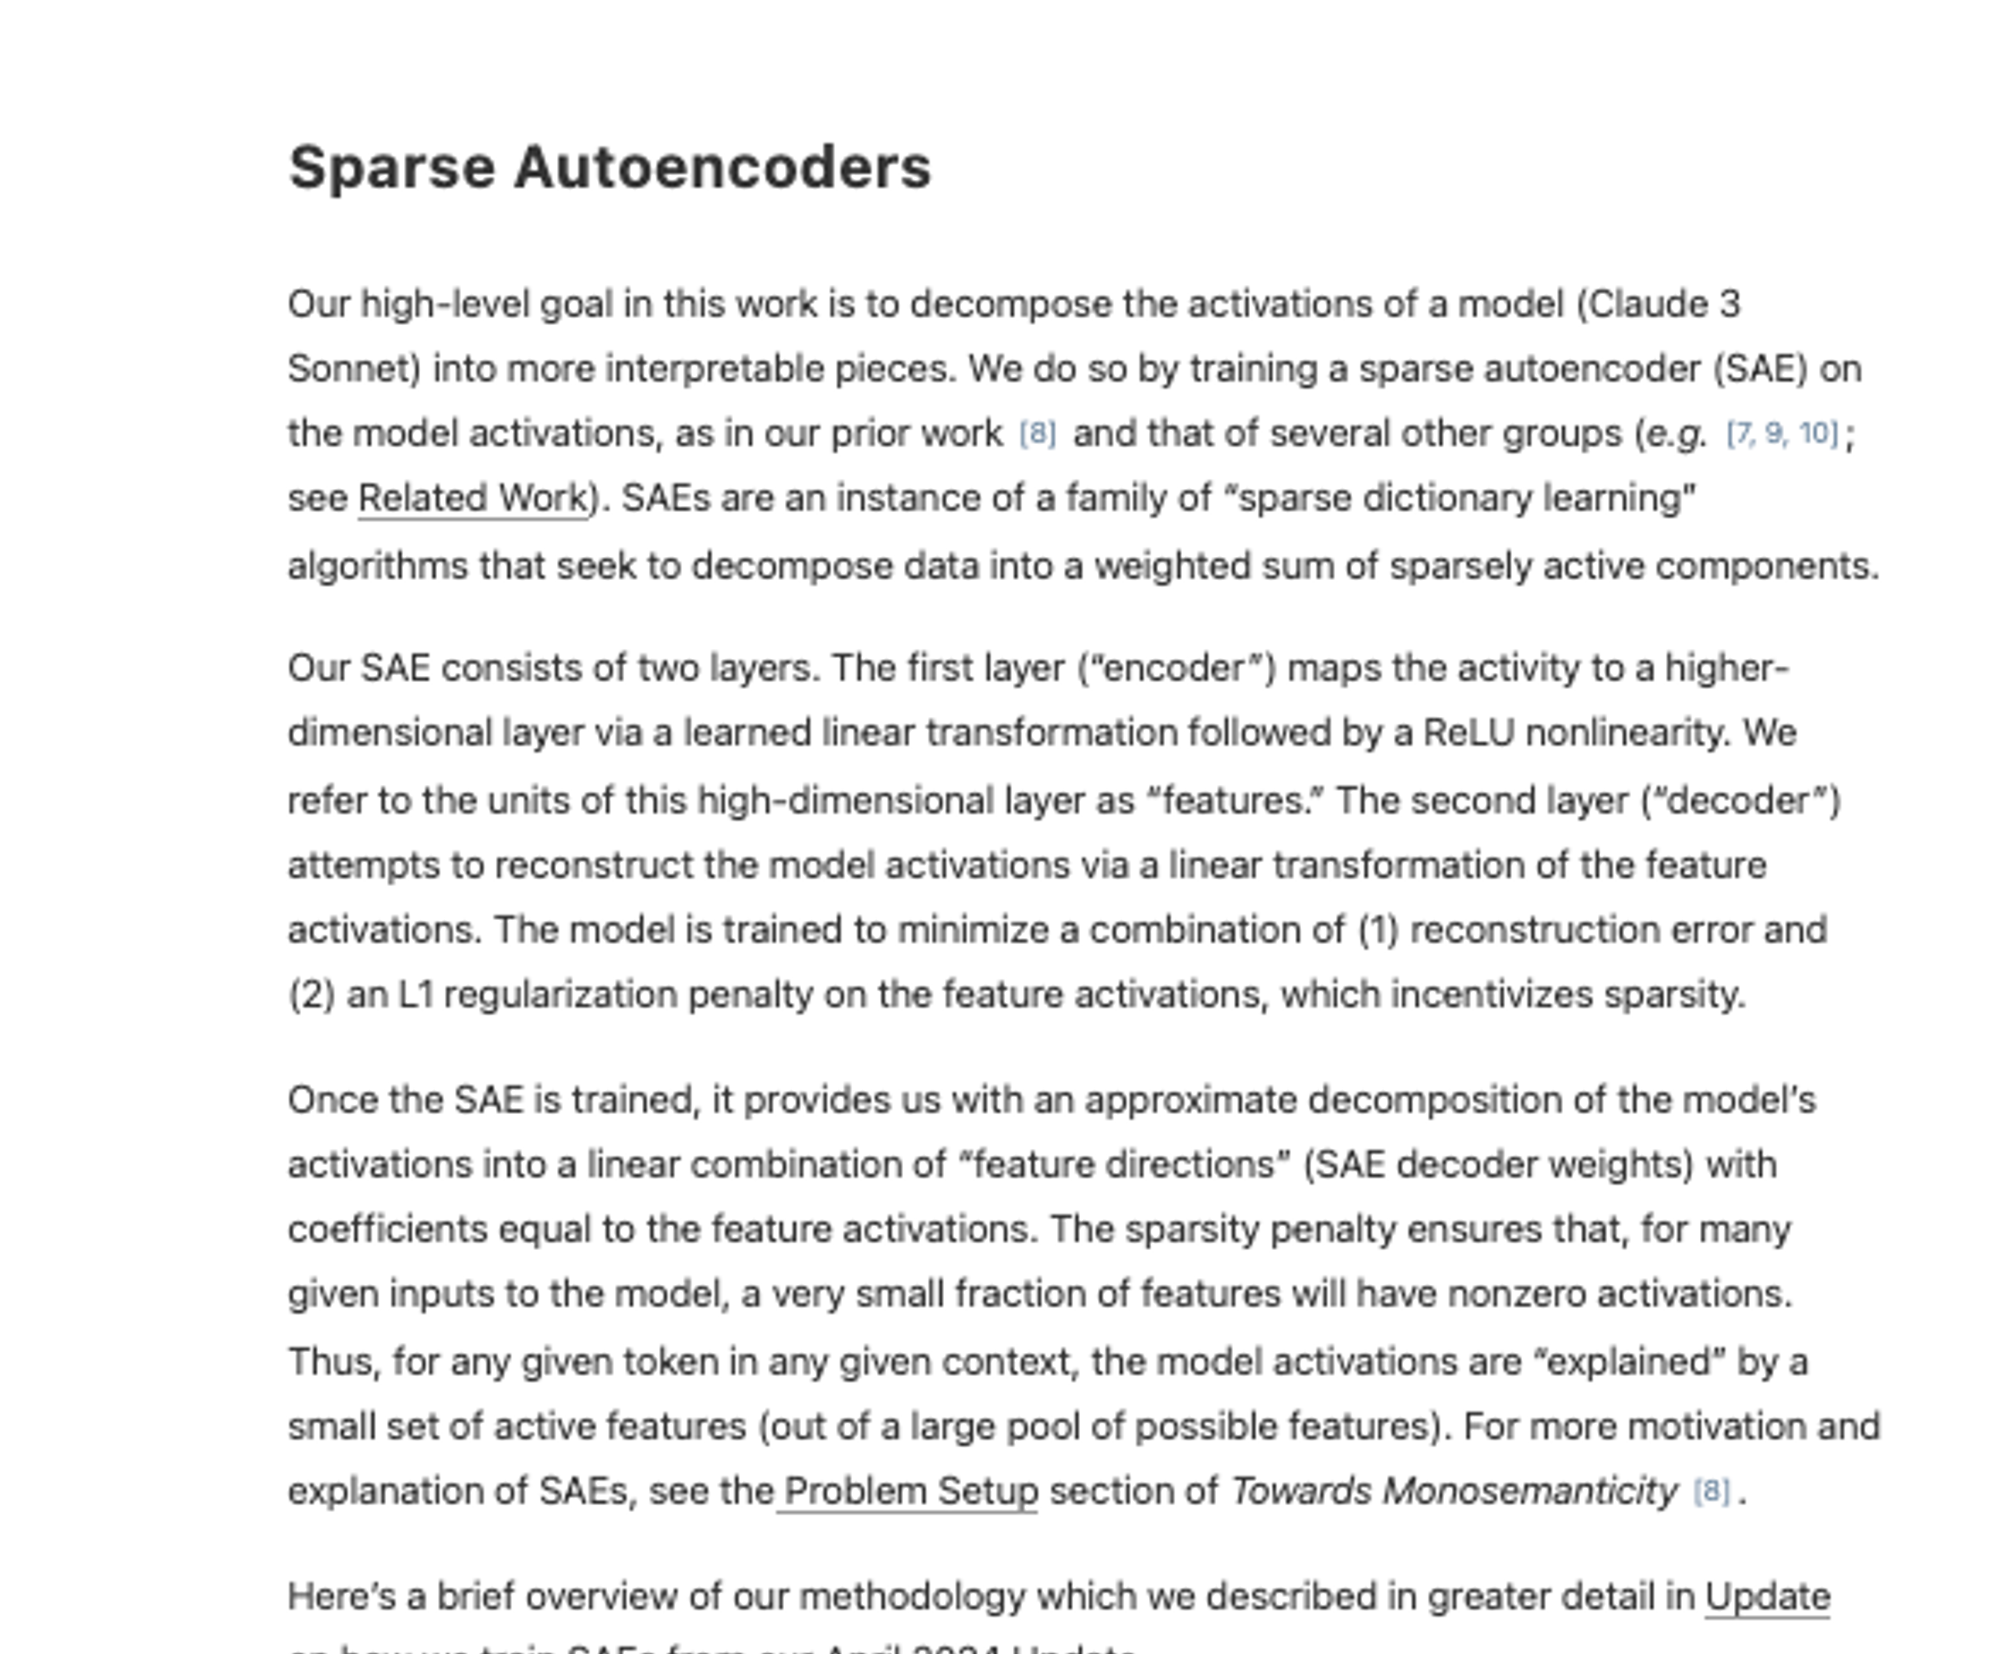 Sparse Autoencoders
Our high-level goal in this work is to decompose the activations of a model (Claude 3
Sonnet) into more interpretable pieces. We do so by training a sparse autoencoder (SAE) on
the model activations, as in our prior work [8] and that of several other groups (e.g. [7, 9, 10];
see Related Work). SAEs are an instance of a family of “sparse dictionary learning”
algorithms that seek to decompose data into a weighted sum of sparsely active components.
Our SAE consists of two layers. The first layer (“encoder”) maps the activity to a higher-
dimensional layer via a learned linear transformation followed by a ReLU nonlinearity. We
refer to the units of this high-dimensional layer as “features.” The second layer (“decoder”)
attempts to reconstruct the model activations via a linear transformation of the feature
activations. The model is trained to minimize a combination of (1) reconstruction error and
(2) an L1 regularization penalty on the feature activations, which incentivizes sparsity.
Once the SAE is trained, it provides us with an approximate decomposition of the model’s
activations into a linear combination of “feature directions” (SAE decoder weights) with
coefficients equal to the feature activations. The sparsity penalty ensures that, for many
given inputs to the model, a very small fraction of features will have nonzero activations.
Thus, for any given token in any given context, the model activations are “explained” by a
small set of active features (out of a large pool of possible features). For more motivation and
explanation of SAEs, see the Problem Setup section of Towards Monosemanticity [8] .
Here’s a brief overview of our methodology which we described in greater detail in Update
on how we train SAEs from our April 2024 Update